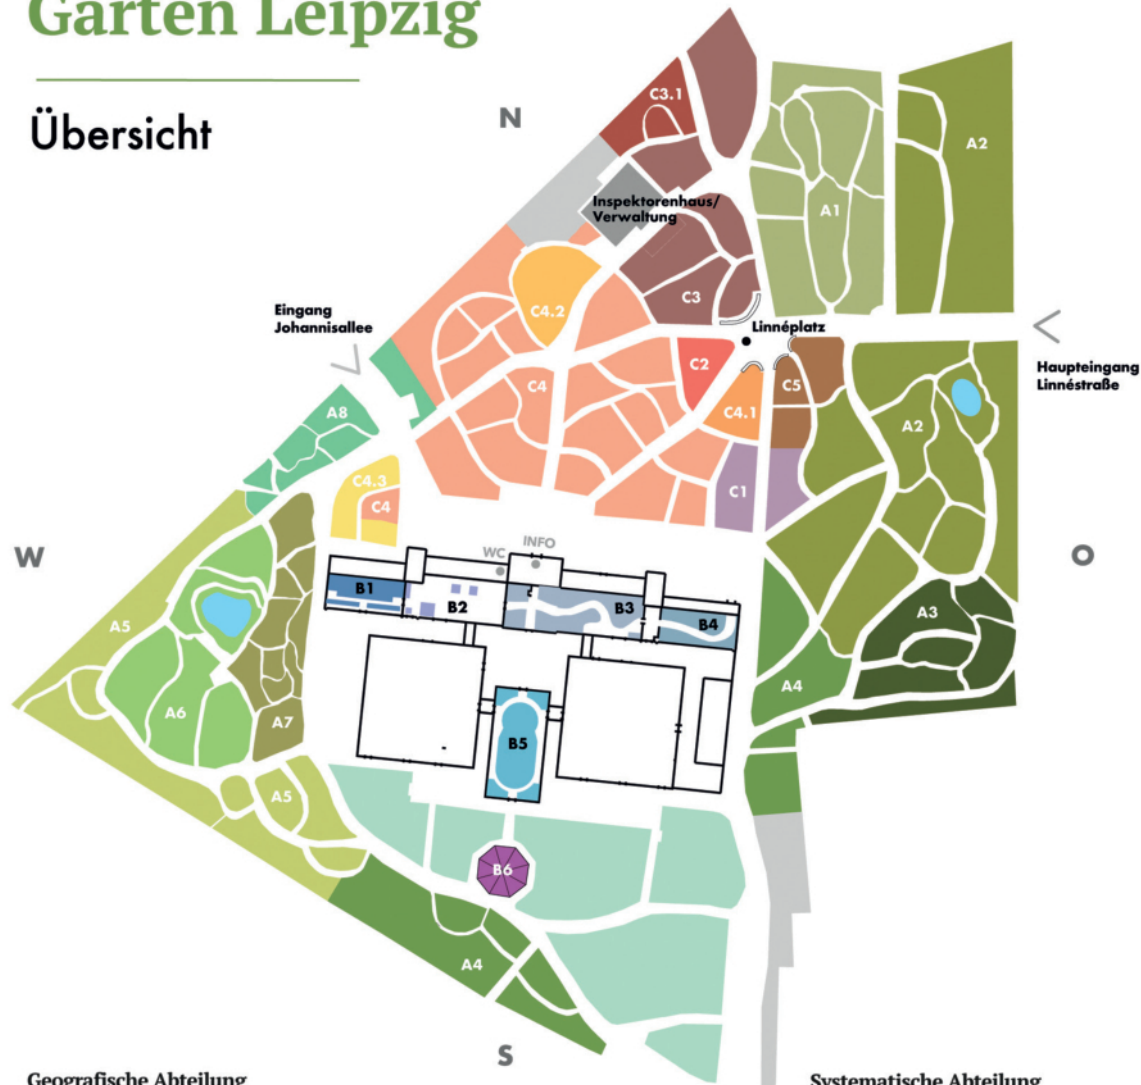 Garten Leipzig
Übersicht
N
C3.1
A2
Inspektorenhaus/
Verwaltung
A1
C3
Eingang
Johannisallee
C4.2
Linnéplatz
Haupteingang
Linnéstraße
C2
C4
C5
A8
C4.1
A2
C4.3
C4
C1
W
WC
INFO
O
B1
B2
B3
B4
A5
A3
A4
A6
A7
B5
A5
B6
A4
S
Geografische Abteilung
Systematische Abteilung